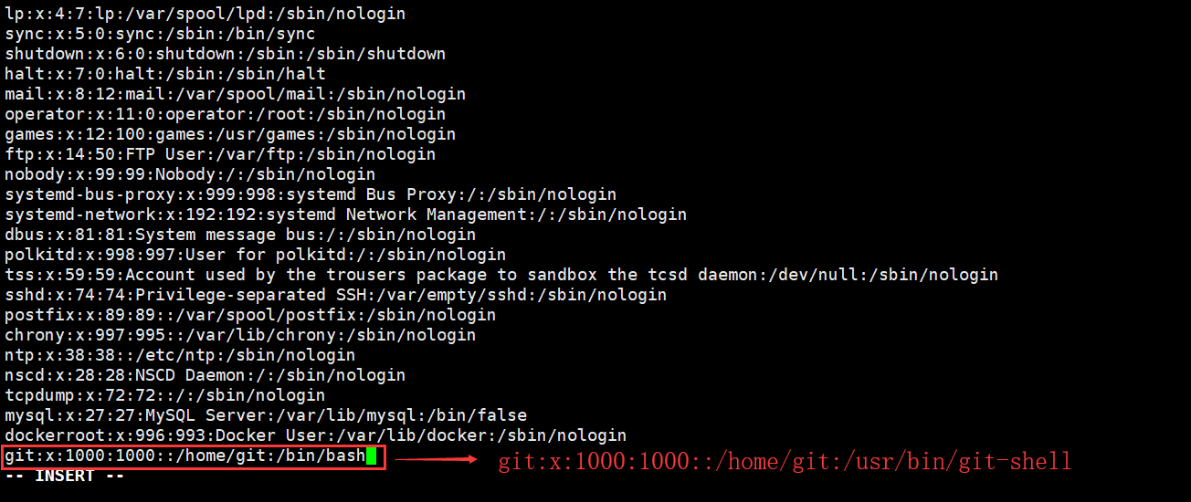 lp:x:4:7:lp:/var/spool/lpd:/sbin/nologin
sync:x:5:0:sync:/sbin:/bin/sync
shutdown:x:6:0:shutdown:/sbin:/sbin/shutdown
halt:x:7:0:halt:/sbin:/sbin/halt
mail:x:8:12:mail:/var/spool/mail:/sbin/nologin
operator:x:11:0:operator:/root:/sbin/nologin
games:x:12:100:games:/usr/games:/sbin/nologin
ftp:x:14:50:FTP User:/var/ftp:/sbin/nologin
nobody:x:99:99:Nobody:/:/sbin/nologin
systemd-bus-proxy:x:999:998:systemd Bus Proxy:/:/sbin/nologin
systemd-network:x:192:192:systemd Network Management:/:/sbin/nologin
dbus:x:81:81:System message bus:/:/sbin/nologin
polkitd:x:998:997:User for polkitd:/:/sbin/nologin
tss:x:59:59:Account used by the trousers package to sandbox the tcsd daemon:/dev/null:/sbin/nologin
sshd:x:74:74:Privilege-separated SSH:/var/empty/sshd:/sbin/nologin
postfix:x:89:89::/var/spool/postfix:/sbin/nologin
chrony:x:997:995::/var/lib/chrony:/sbin/nologin
ntp:x:38:38::/etc/ntp:/sbin/nologin
nscd:x:28:28:NSCD Daemon:/:/sbin/nologin
tcpdump:x:72:72::/:/sbin/nologin
mysql:x:27:27:MySQL Server:/var/lib/mysql:/bin/false
dockerroot:x:996:993:Docker User:/var/lib/docker:/sbin/nologin
git:x:1000:1000::/home/git:/bin/bash
git:x:1000:1000::/home/git:/usr/bin/git-shell
-- INSERT --